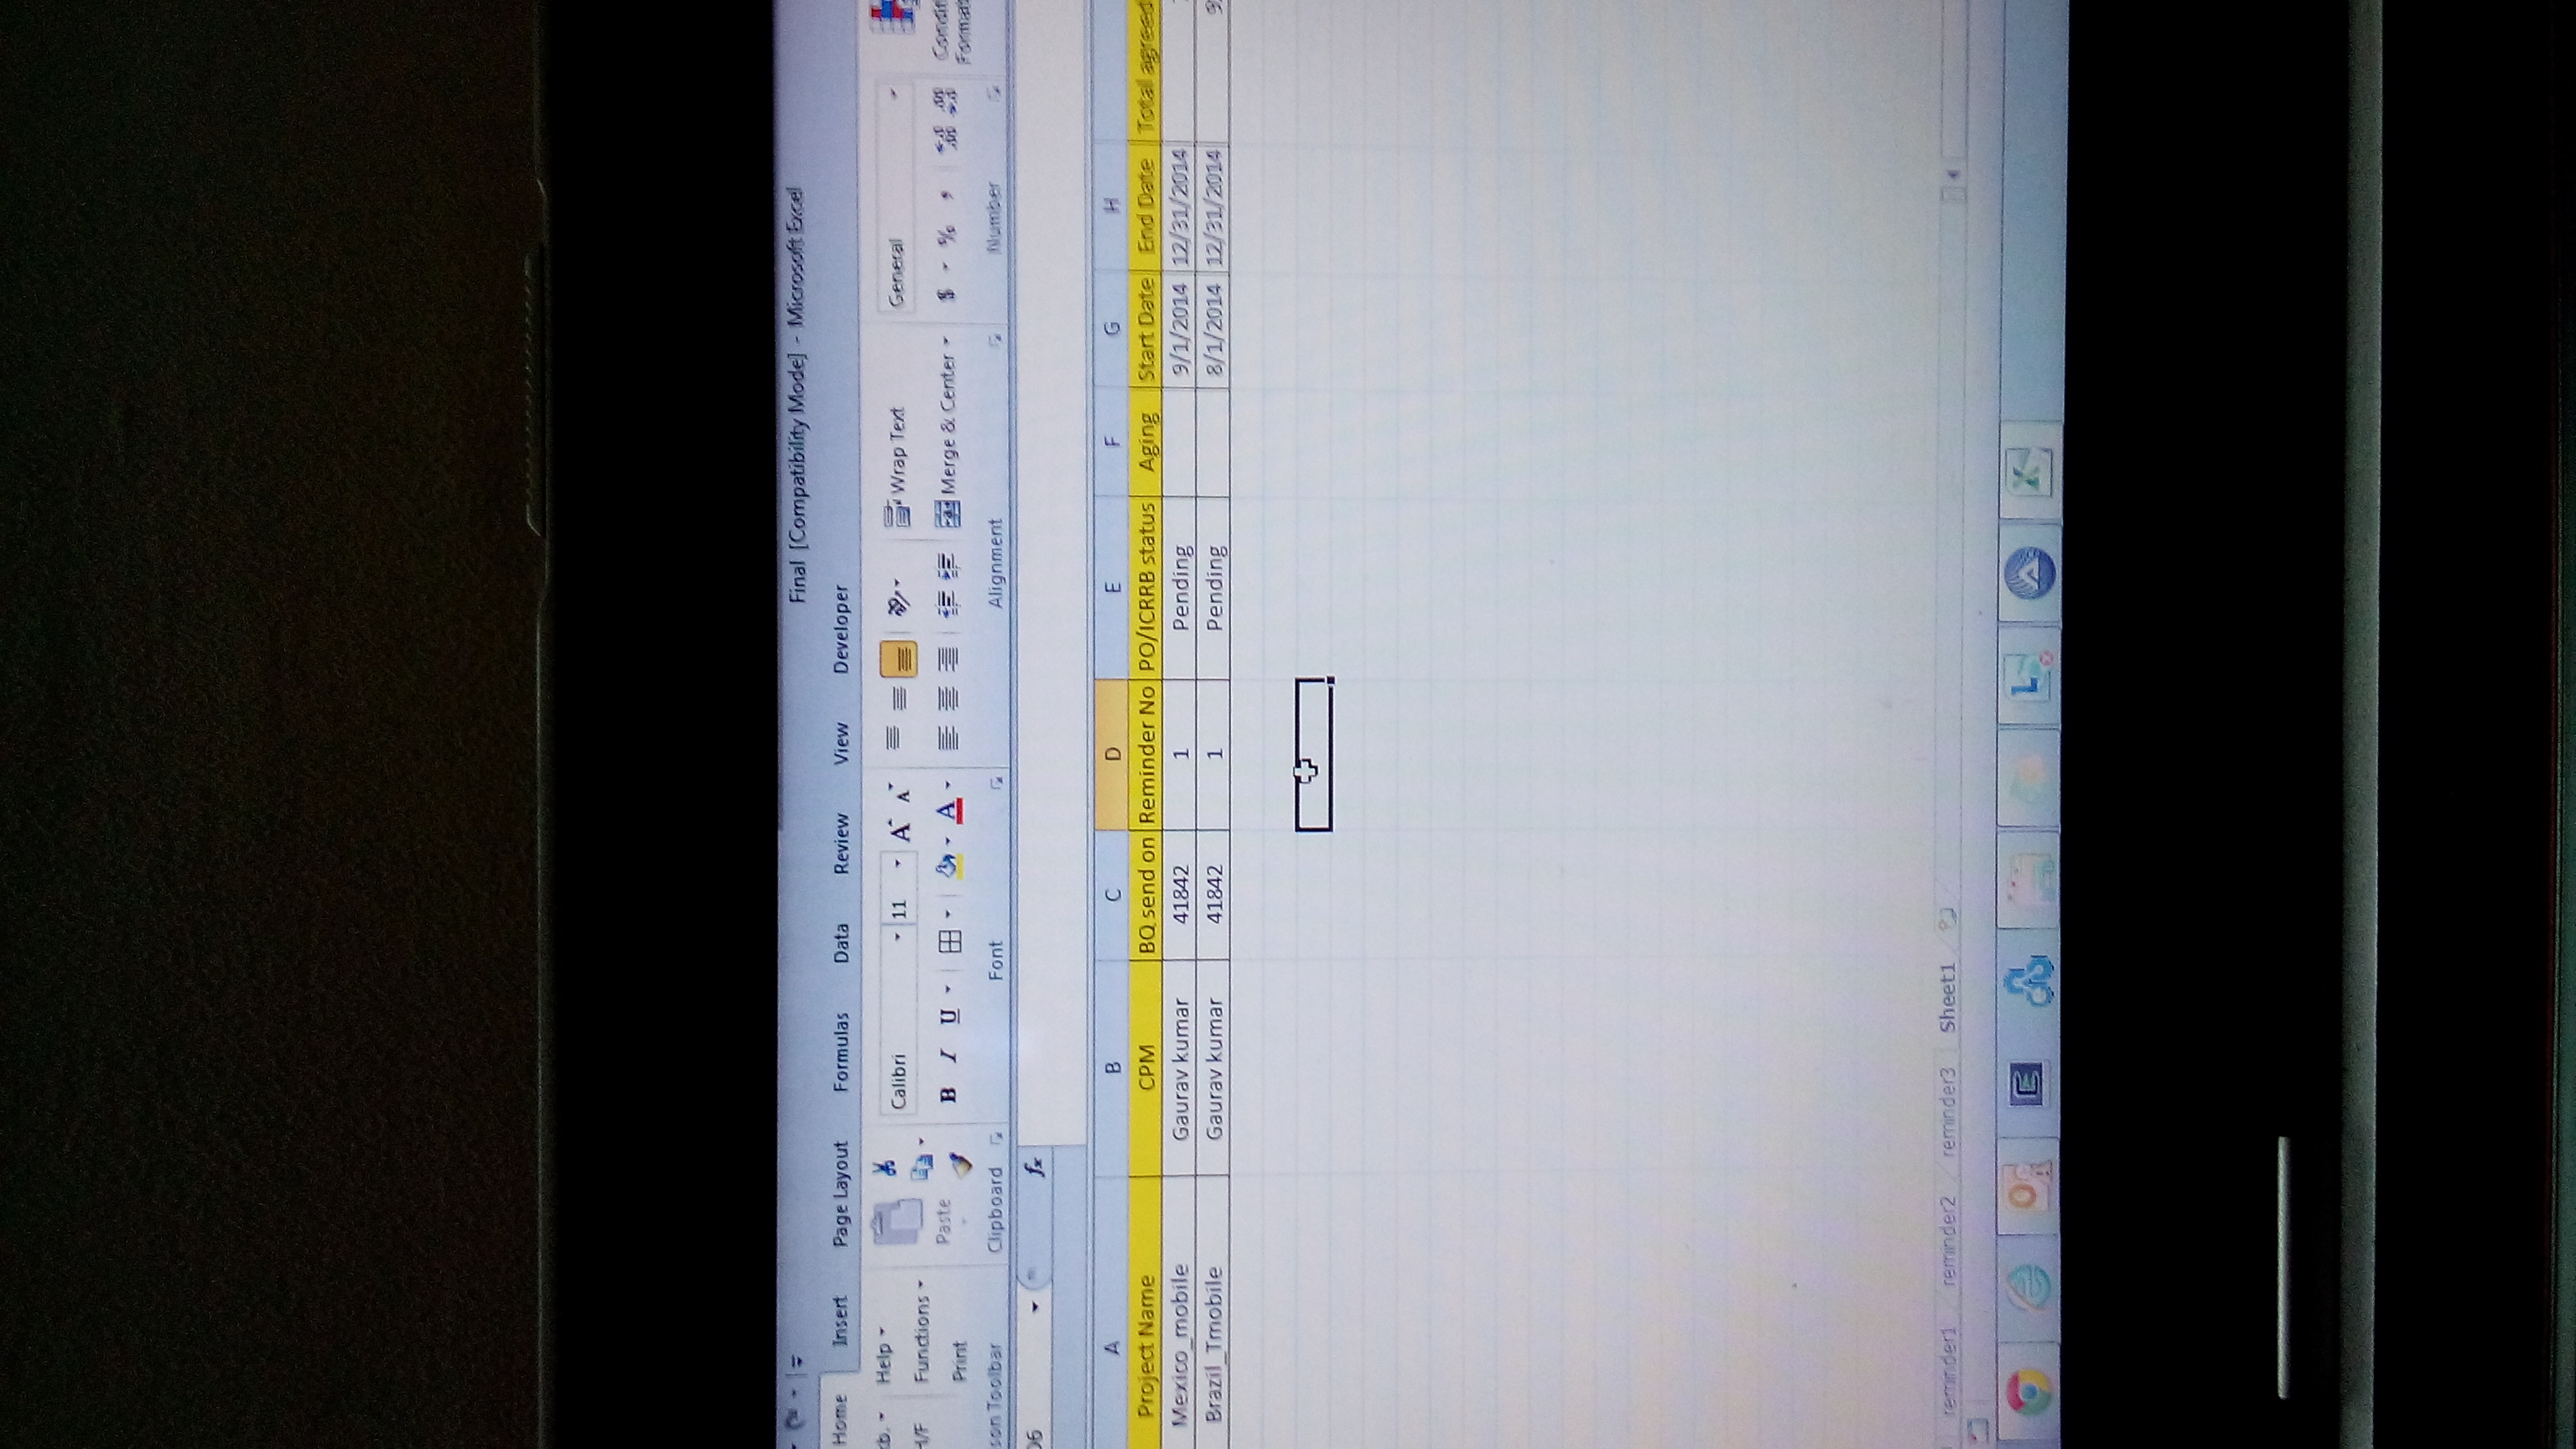 Final [Compatibility Mode] - Microsoft Excel
Home Insert Page Layout Formulas Data Review View Developer
Help Calibri 11 A A Wrap Text General
Functions Paste B I U A Merge & Center $ % , .00
H/F Print
Toolbar Clipboard Font Alignment Number
fx
A B C D E F G H
Project Name CPM BQ send on Reminder No PO/ICRRB status Aging Start Date End Date Total agreed
Mexico_mobile Gaurav kumar 41842 1 Pending 9/1/2014 12/31/2014
Brazil_Tmobile Gaurav kumar 41842 1 Pending 8/1/2014 12/31/2014
reminder1 reminder2 reminder3 Sheet1